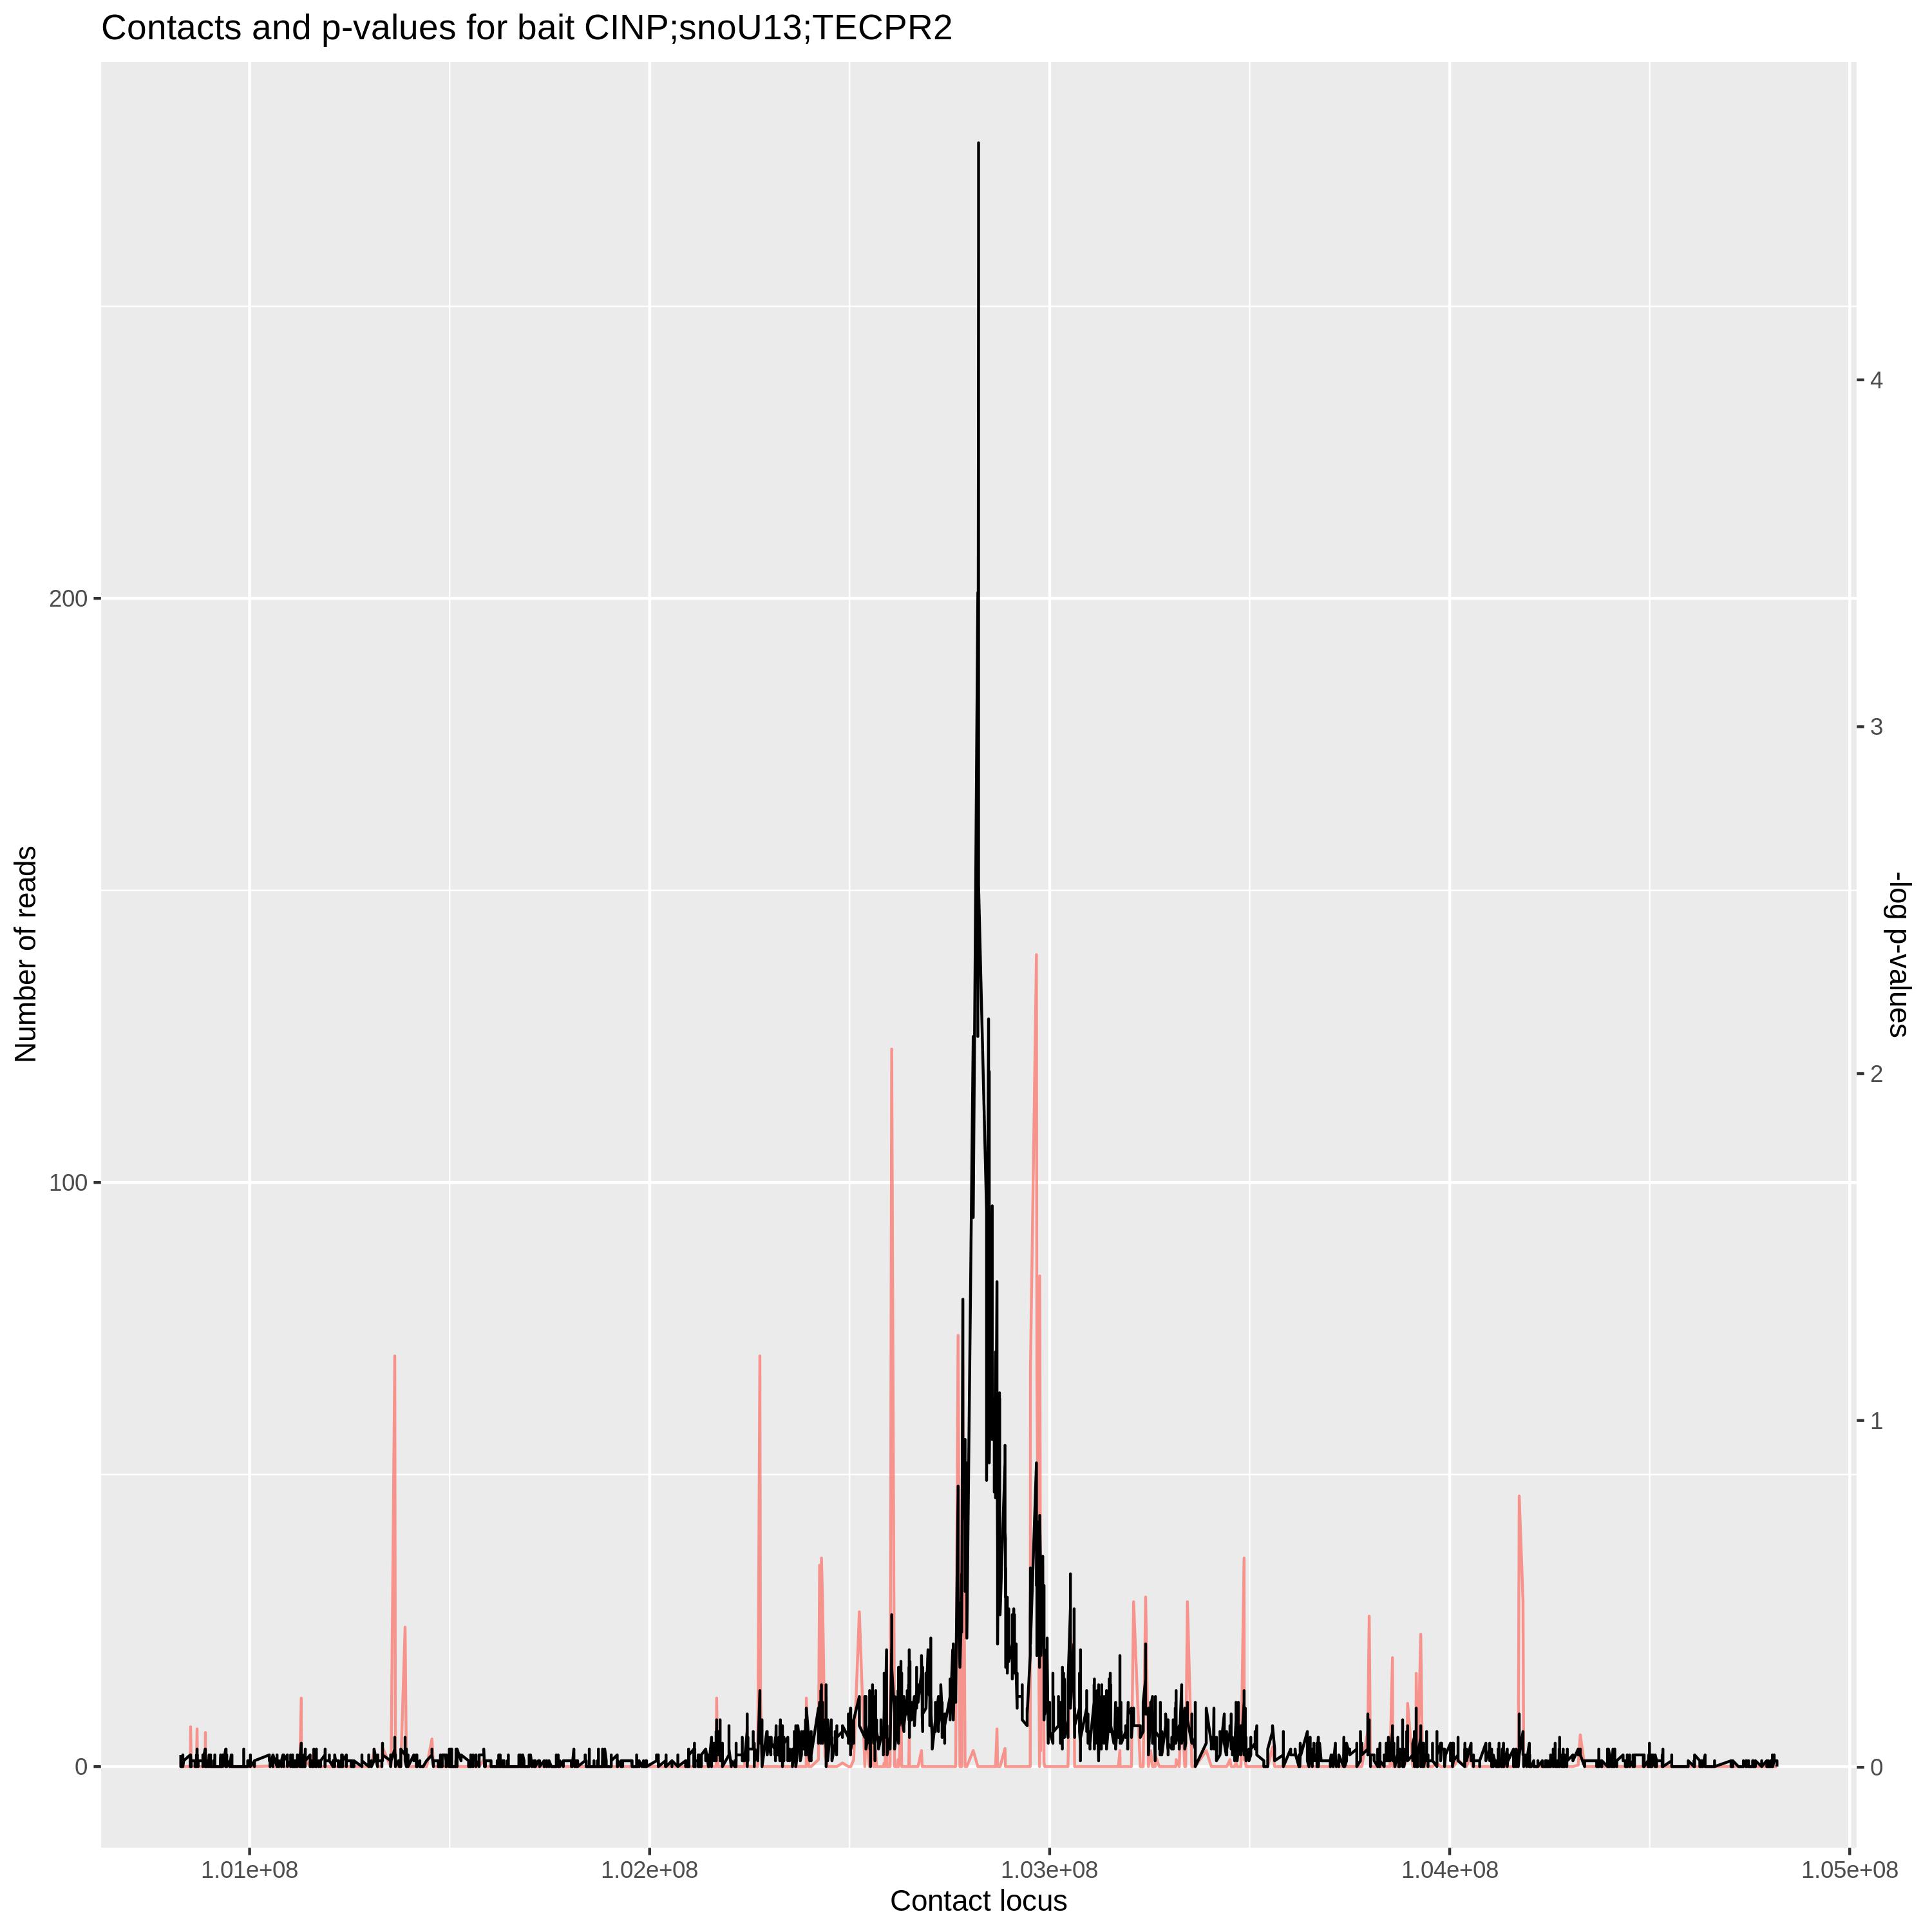 Contacts and p-values for bait CINP;snoU13;TECPR2
Number of reads
200
100
0
4
3
2
1
0
-log p-values
1.01e+08 1.02e+08 1.03e+08 1.04e+08 1.05e+08
Contact locus